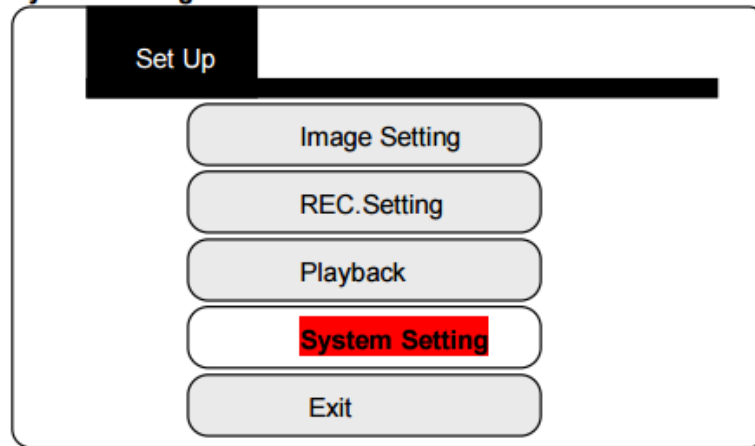 Set Up
Image Setting
REC.Setting
Playback
System Setting
Exit